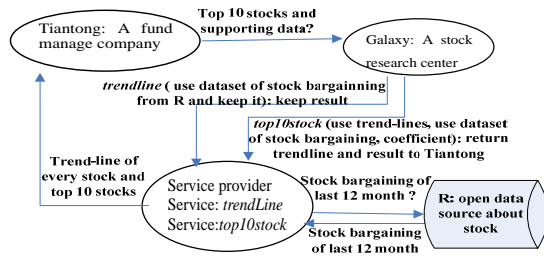 Tiantong: A fund
manage company
Top 10 stocks and
supporting data?
Galaxy: A stock
research center
trendline ( use dataset of stock bargainning
from R and keep it): keep result
top10stock (use trend-lines, use dataset
of stock bargaining, coefficient): return
trendline and result to Tiantong
Trend-line of
every stock and
top 10 stocks
Service provider
Service: trendLine
Service:top10stock
Stock bargaining of
last 12 month ?
Stock bargaining
of last 12 month
R: open data
source about
stock